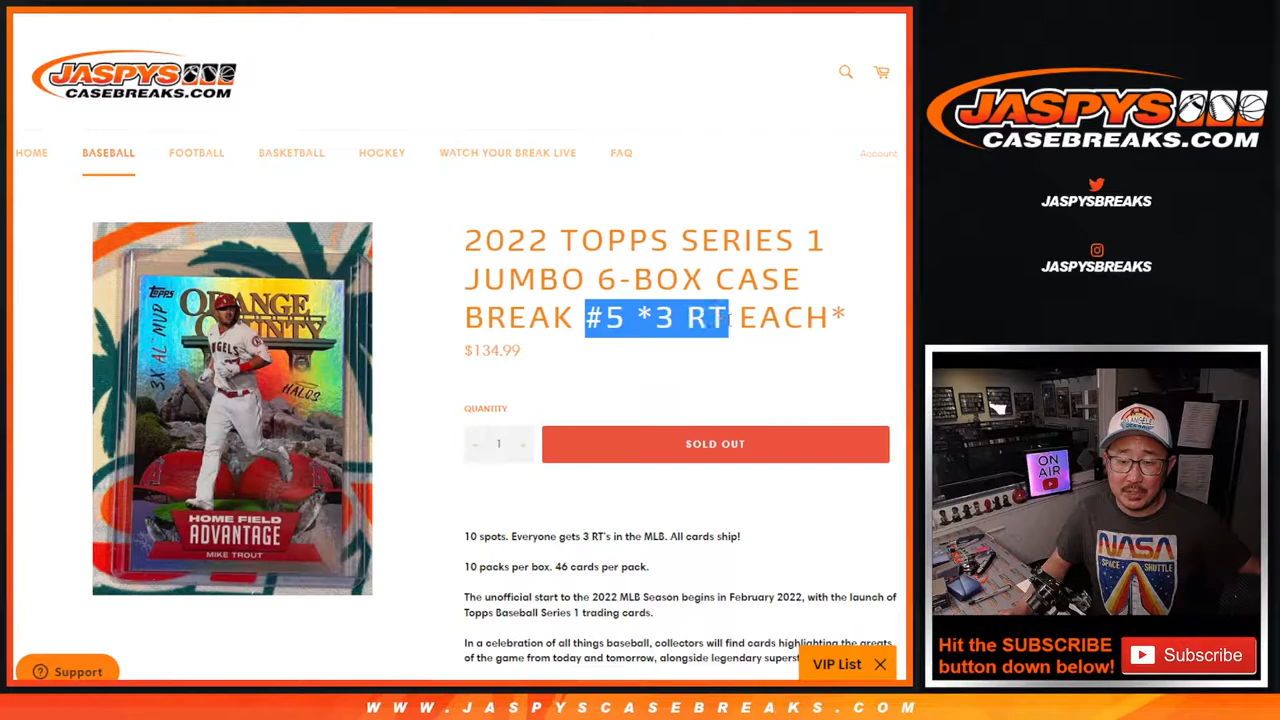 JASPYS
CASEBREAKS.COM
HOME
BASEBALL
FOOTBALL
BASKETBALL
HOCKEY
WATCH YOUR BREAK LIVE
FAQ
Account
topps
ORANGE
COUNTY
3X AL MVP
ANGELS
HALOS
HOME FIELD
ADVANTAGE
MIKE TROUT
2022 TOPPS SERIES 1
JUMBO 6-BOX CASE
BREAK #5 *3 RT EACH*
$134.99
QUANTITY
- 1 +
SOLD OUT
10 spots. Everyone gets 3 RT's in the MLB. All cards ship!
10 packs per box. 46 cards per pack.
The unofficial start to the 2022 MLB Season begins in February 2022, with the launch of
Topps Baseball Series 1 trading cards.
In a celebration of all things baseball, collectors will find cards highlighting the greats
of the game from today and tomorrow, alongside legendary
Support
VIP List
JASPYS
CASEBREAKS.COM
JASPYSBREAKS
JASPYSBREAKS
ON
AIR
NASA
SPACE SHUTTLE
Hit the SUBSCRIBE
button down below!
Subscribe
WWW.JASPYSCASEBREAKS.COM